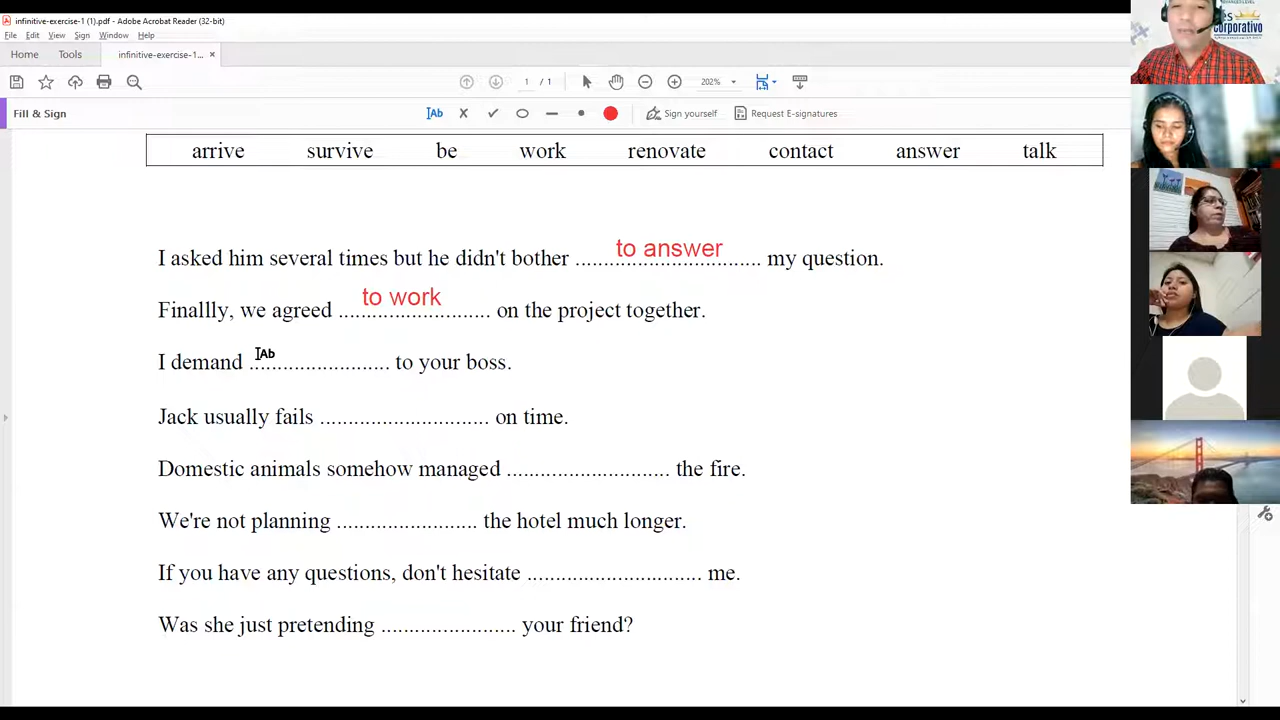 infinitive-exercise-1 (1).pdf - Adobe Acrobat Reader (32-bit)
File Edit View Sign Window Help
Home Tools infinitive-exercise-1... ×
1 / 1 202%
Fill & Sign Ab Sign yourself Request E-signatures
és
corporativo
arrive survive be work renovate contact answer talk
I asked him several times but he didn't bother ................................. to answer my question.
Finallly, we agreed ........................... to work on the project together.
Ab
I demand ......................... to your boss.
Jack usually fails .............................. on time.
Domestic animals somehow managed ............................. the fire.
We're not planning ......................... the hotel much longer.
If you have any questions, don't hesitate ............................... me.
Was she just pretending ........................ your friend?